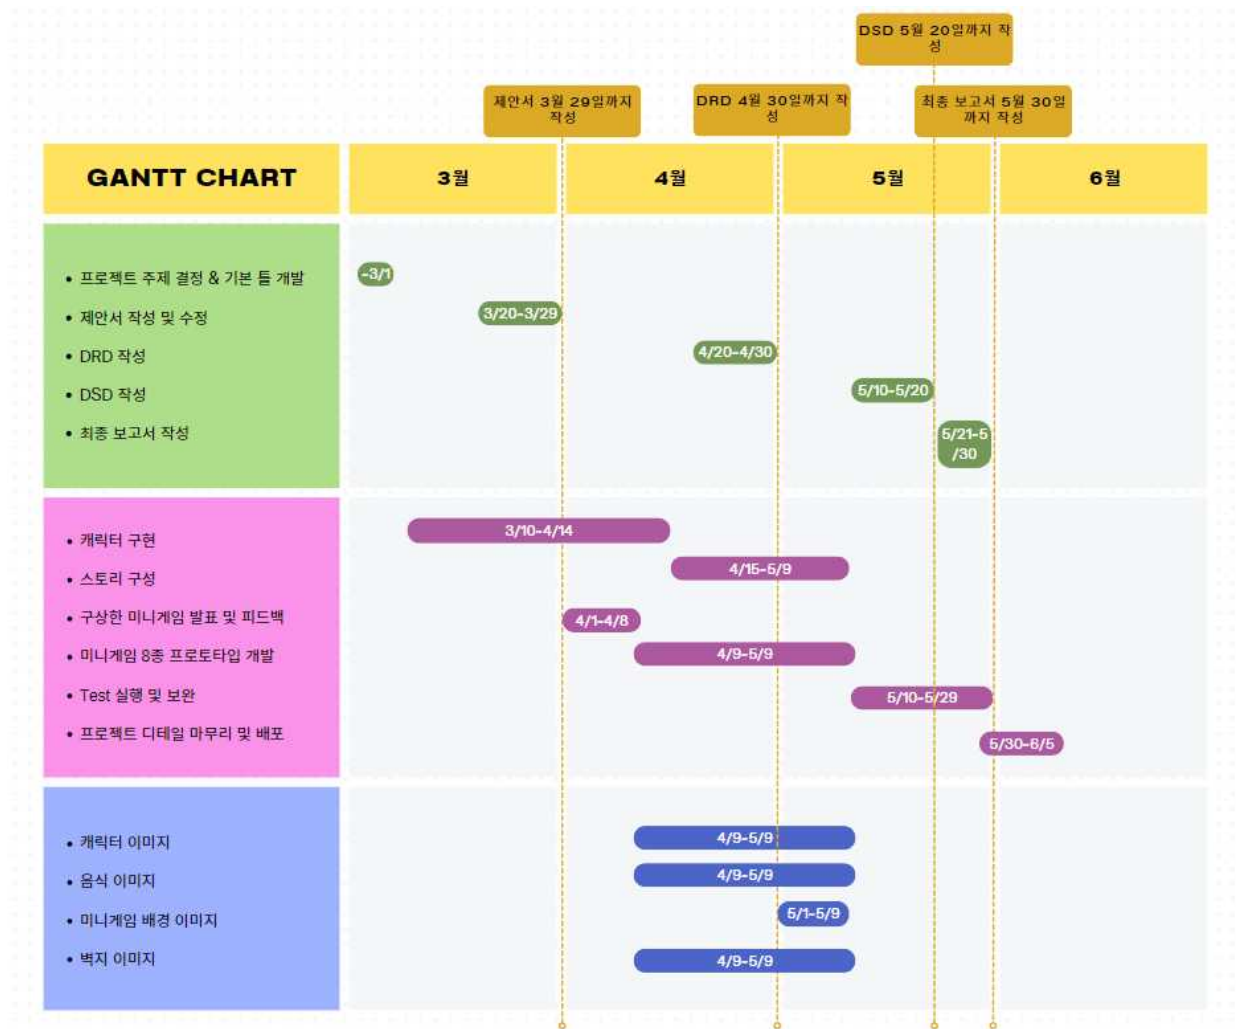 DSD 5월 20일까지 작
성
제안서 3월 29일까지
작성
DRD 4월 30일까지 작
성
최종 보고서 5월 30일
까지 작성
GANTT CHART
3월
4월
5월
6월
• 프로젝트 주제 결정 & 기본 틀 개발
-3/1
• 제안서 작성 및 수정
3/20-3/29
• DRD 작성
4/20-4/30
• DSD 작성
5/10-5/20
• 최종 보고서 작성
5/21-5
/30
• 캐릭터 구현
3/10-4/14
• 스토리 구성
4/15-5/9
• 구상한 미니게임 발표 및 피드백
4/1-4/8
• 미니게임 8종 프로토타입 개발
4/9-5/9
• Test 실행 및 보완
5/10-5/29
• 프로젝트 디테일 마무리 및 배포
5/30-6/5
• 캐릭터 이미지
4/9-5/9
• 음식 이미지
4/9-5/9
• 미니게임 배경 이미지
5/1-5/9
• 벽지 이미지
4/9-5/9